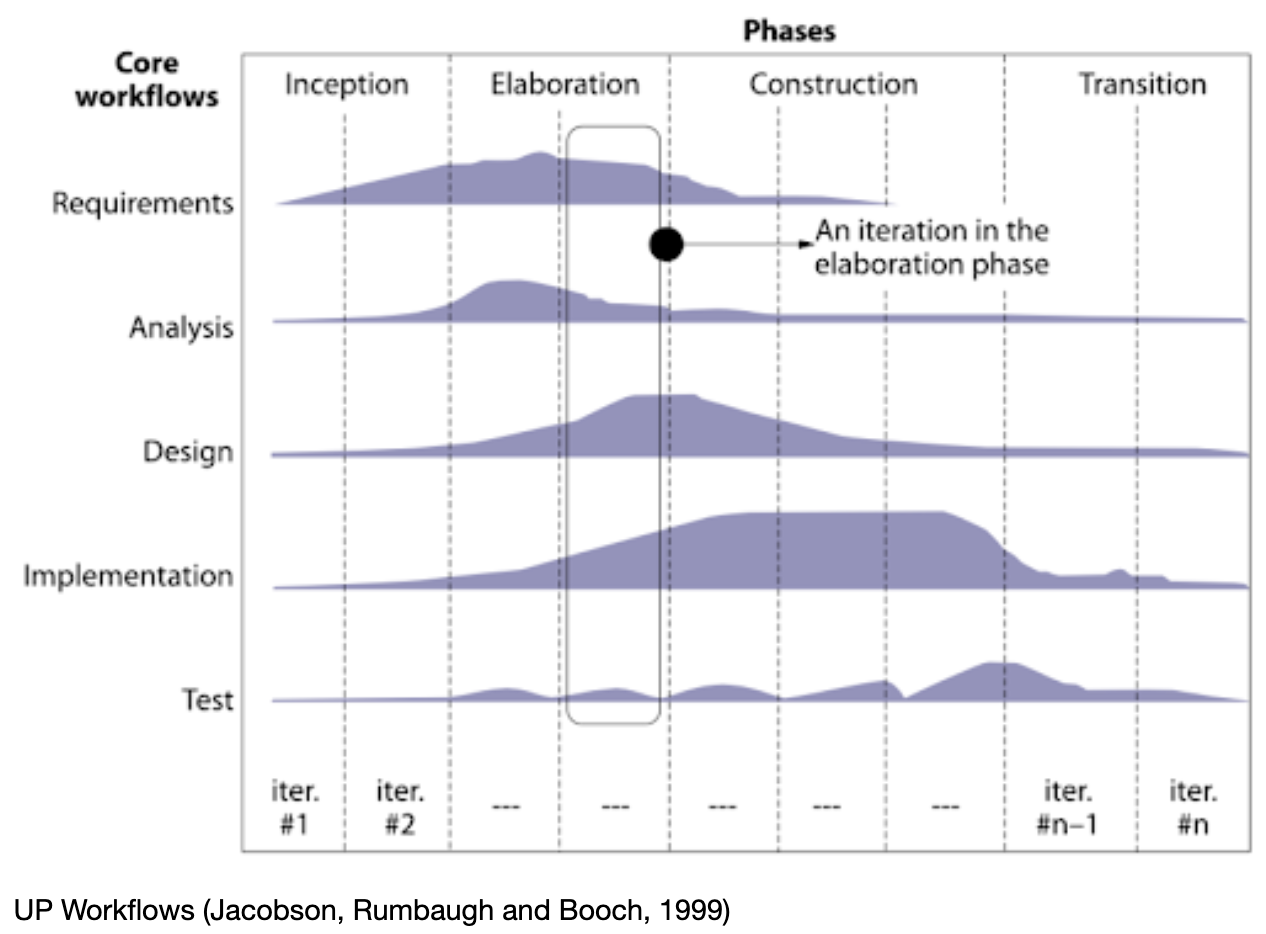 Phases
Core
workflows
Inception
Elaboration
Construction
Transition
Requirements
An iteration in the
elaboration phase
Analysis
Design
Implementation
Test
iter.
#1
iter.
#2
---
---
---
---
---
iter.
#n–1
iter.
#n
UP Workflows (Jacobson, Rumbaugh and Booch, 1999)